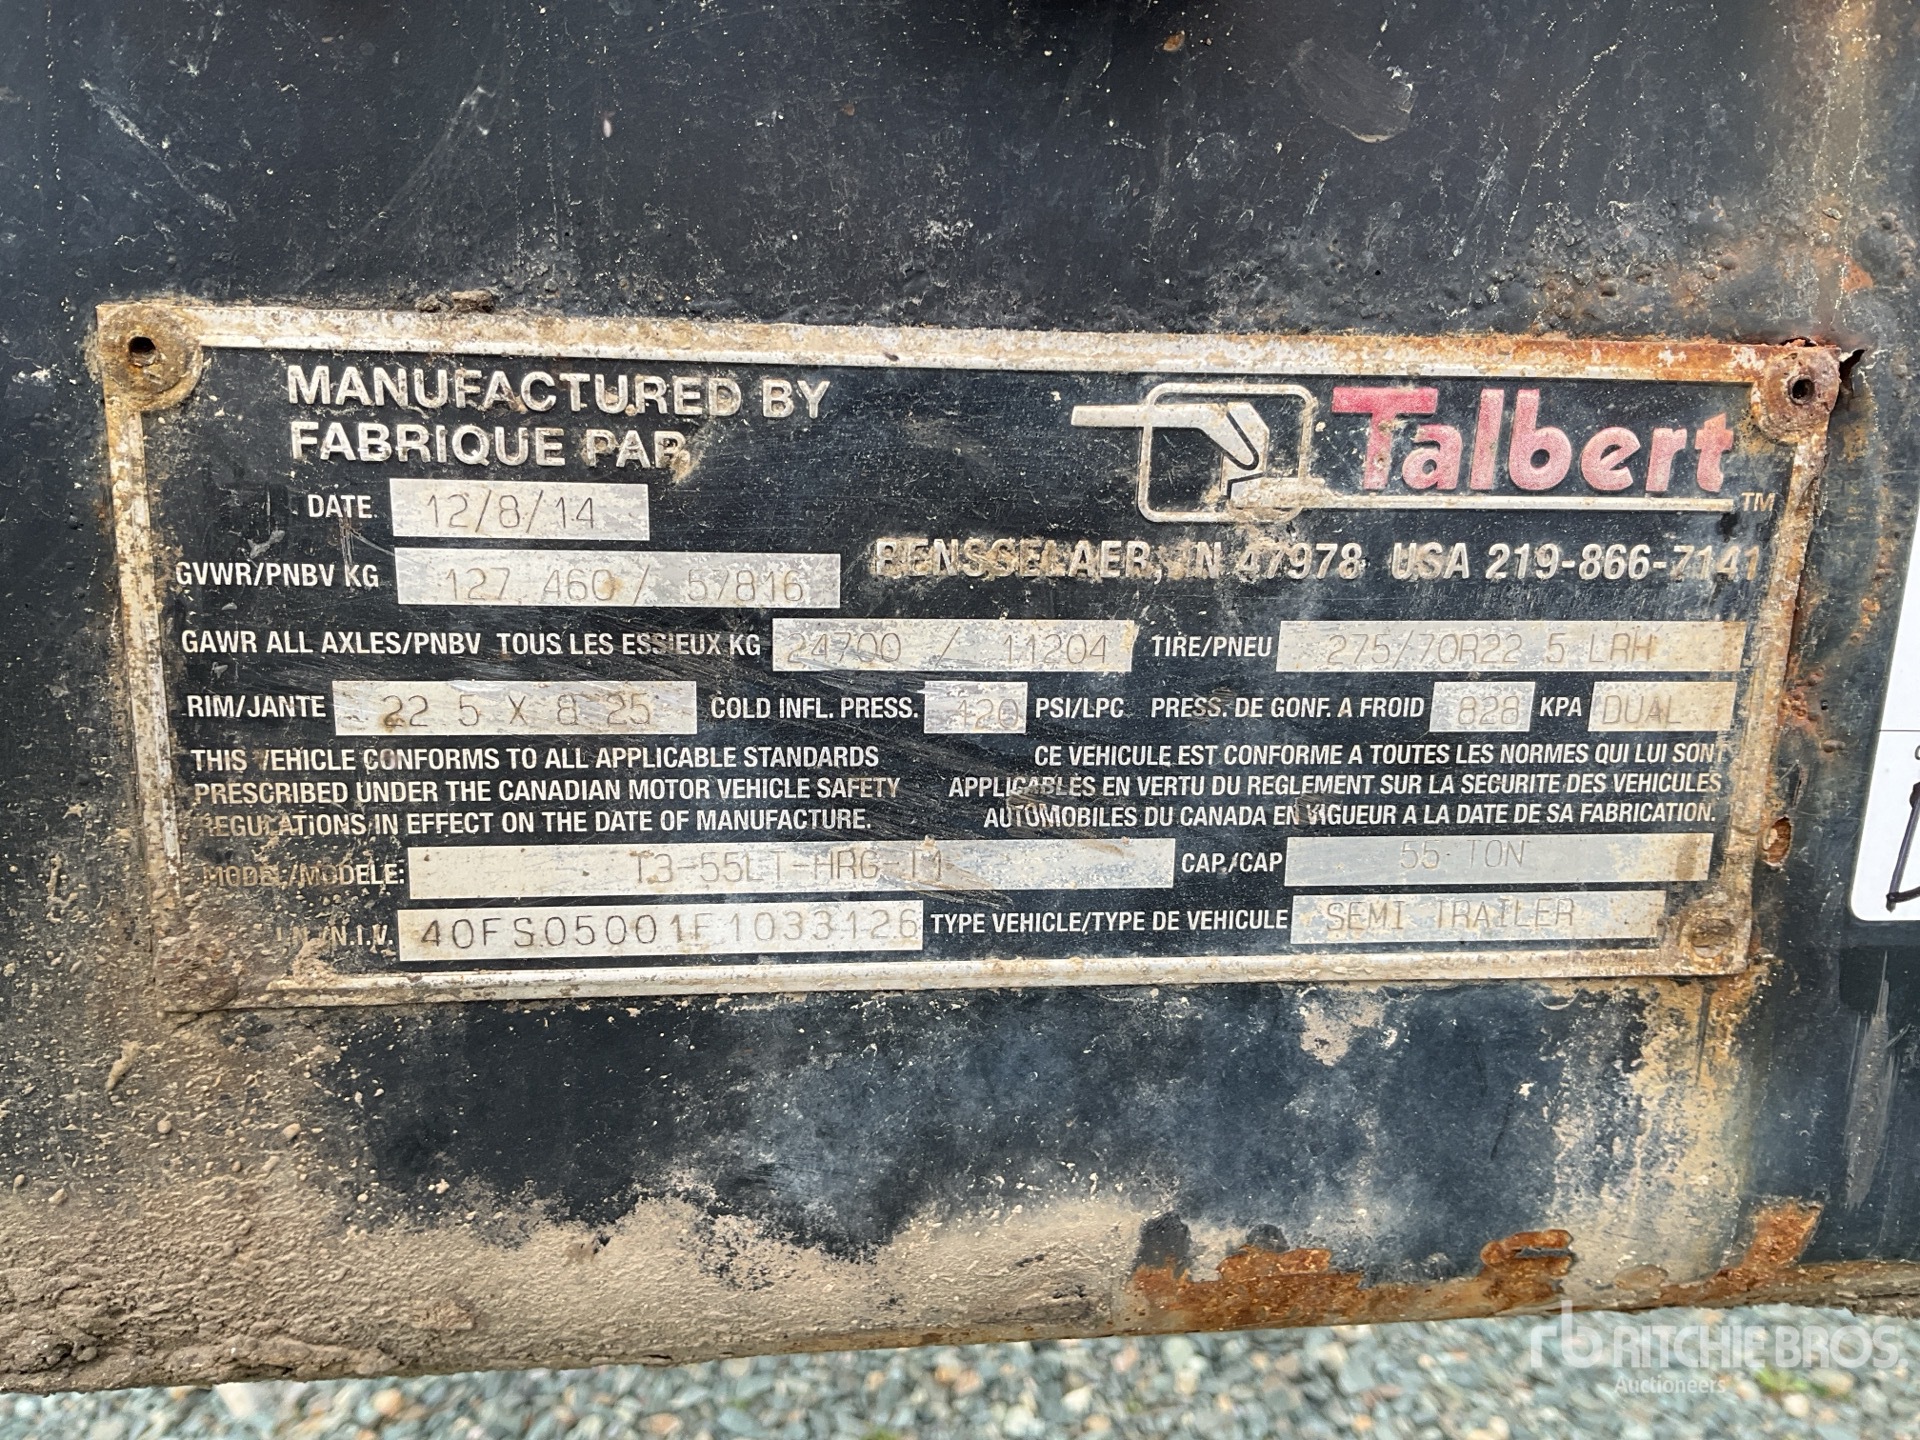 MANUFACTURED BY
FABRIQUE PAR
Talbert™
DATE 12/8/14
RENSSELAER, IN 47978 USA 219-866-7141
GVWR/PNBV KG 127 460 / 57816
GAWR ALL AXLES/PNBV TOUS LES ESSIEUX KG 24700 / 11204 TIRE/PNEU 275/70R22 5 LRH
RIM/JANTE 22 5 X 8 25 COLD INFL. PRESS. 120 PSI/LPC PRESS. DE GONF. A FROID 828 KPA DUAL
THIS VEHICLE CONFORMS TO ALL APPLICABLE STANDARDS
PRESCRIBED UNDER THE CANADIAN MOTOR VEHICLE SAFETY
REGULATIONS IN EFFECT ON THE DATE OF MANUFACTURE.
CE VEHICULE EST CONFORME A TOUTES LES NORMES QUI LUI SONT
APPLICABLES EN VERTU DU REGLEMENT SUR LA SECURITE DES VEHICULES
AUTOMOBILES DU CANADA EN VIGUEUR A LA DATE DE SA FABRICATION.
MODEL/MODELE: T3-55LT-HRG-T1 CAP./CAP 55 TON
I.N./N.I.V. 40FS05001F1033126 TYPE VEHICLE/TYPE DE VEHICULE SEMI TRAILER
rb RITCHIE BROS.
Auctioneers